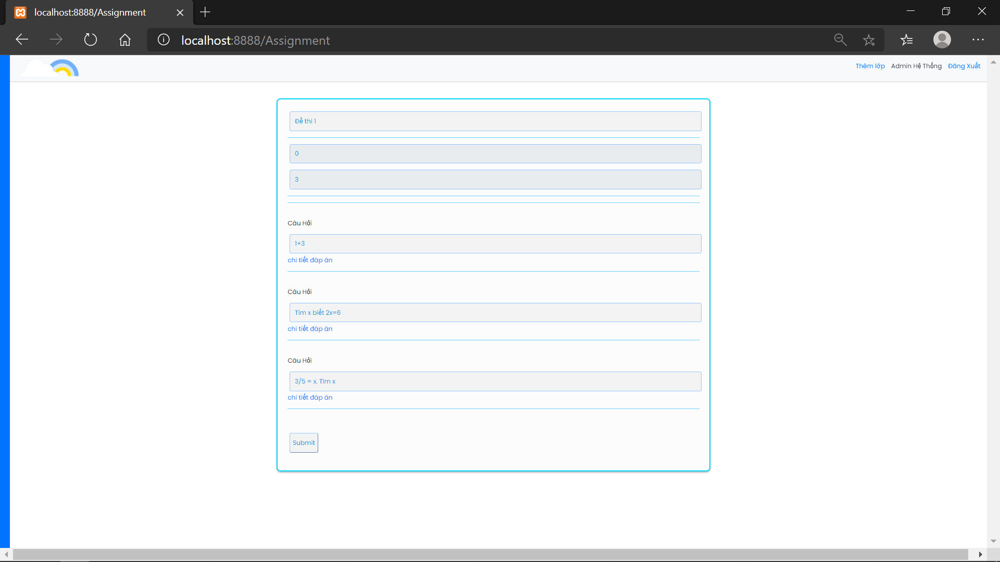 localhost:8888/Assignment
localhost:8888/Assignment
Thêm lớp Admin Hệ Thống Đăng Xuất
Đề thi 1
0
3
Câu Hỏi
1+3
chi tiết đáp án
Câu Hỏi
Tìm x biết 2x=6
chi tiết đáp án
Câu Hỏi
3/5 = x. Tìm x
chi tiết đáp án
Submit